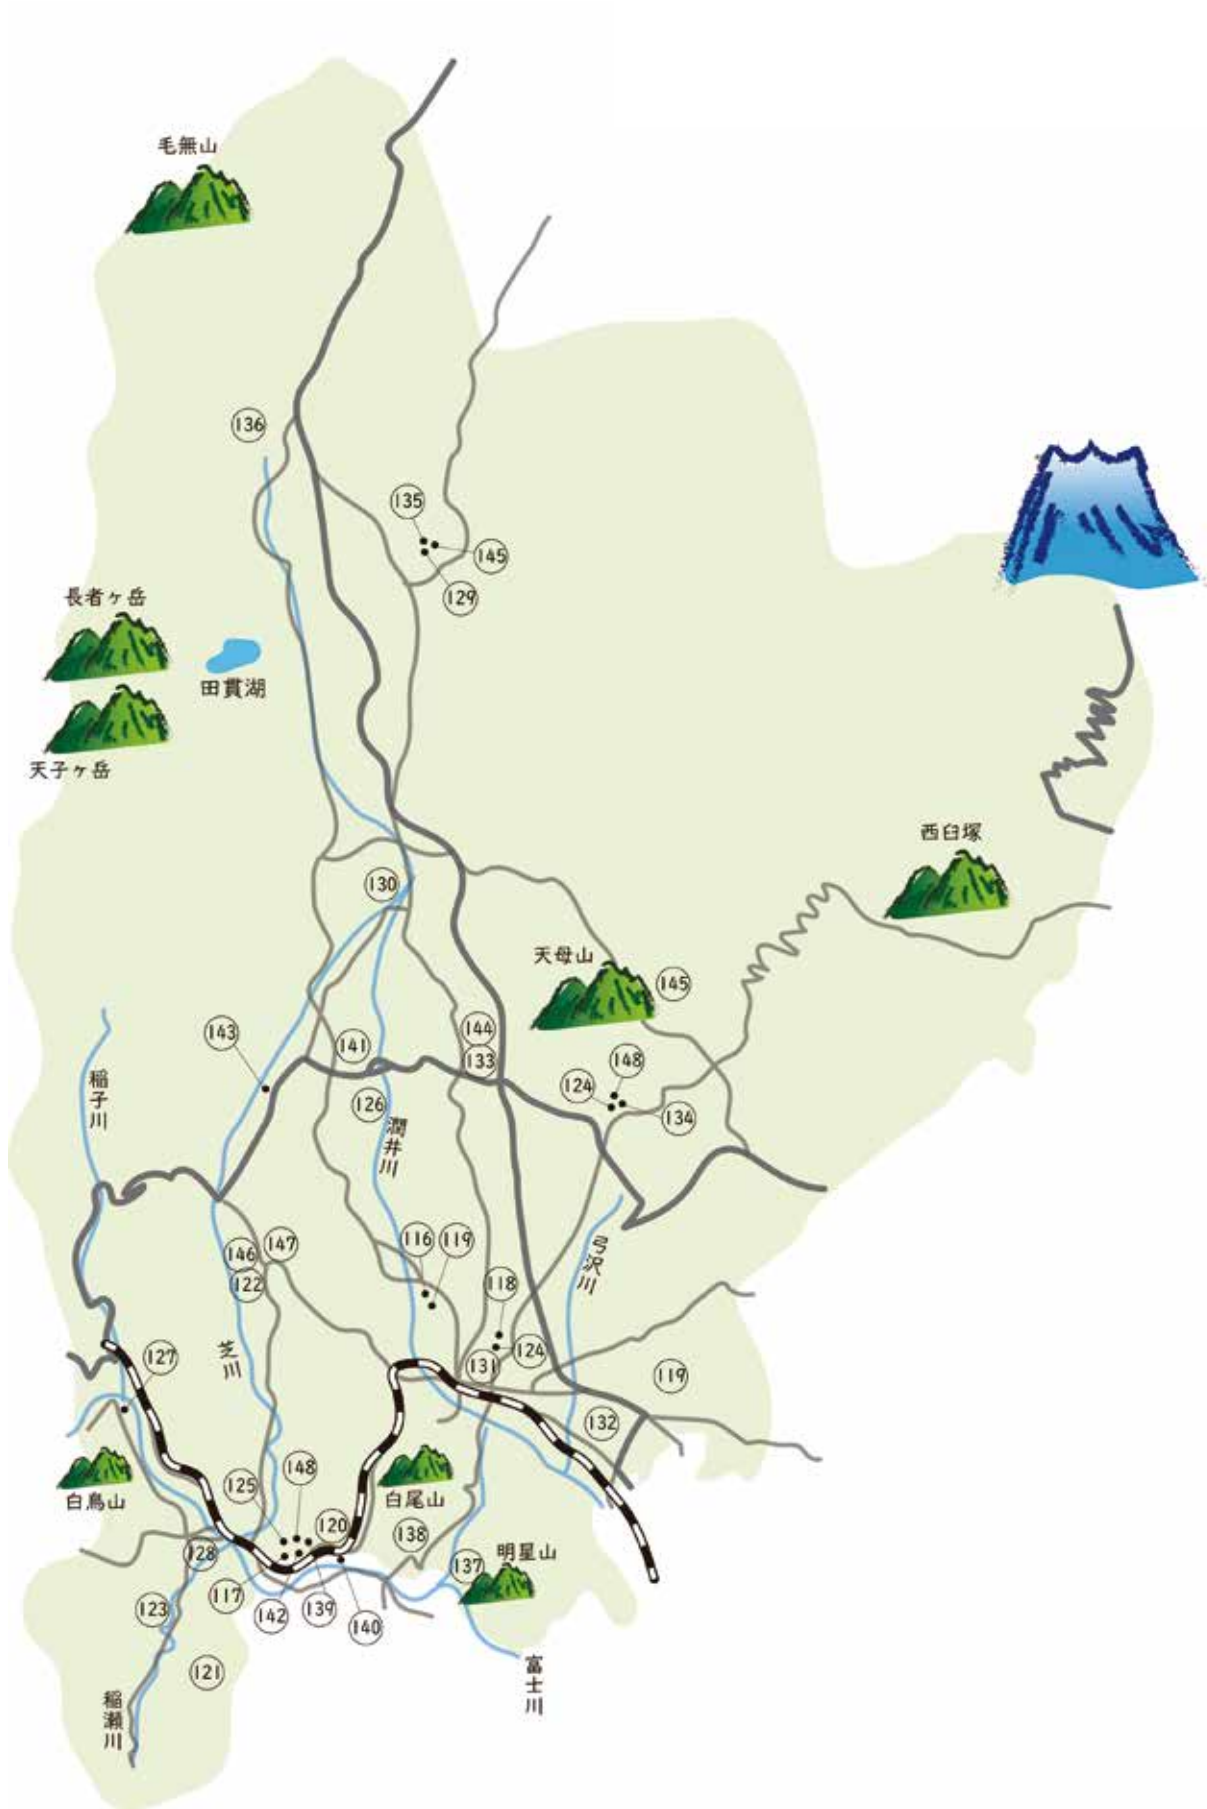 毛無山
136
135
145
129
長者ヶ岳
田貫湖
天子ヶ岳
西臼塚
130
天母山
145
143
141
144
133
148
124
134
稲子川
126
潤井川
116
119
146
147
122
118
弓沢川
127
芝川
124
131
119
132
白鳥山
125
148
白尾山
120
138
128
137
明星山
117
123
142
139
140
121
富士川
稲瀬川